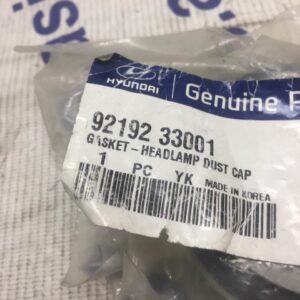 HYUNDAI
Genuine
92192 33001
GASKET-HEADLAMP DUST CAP
1 PC YK MADE IN KOREA